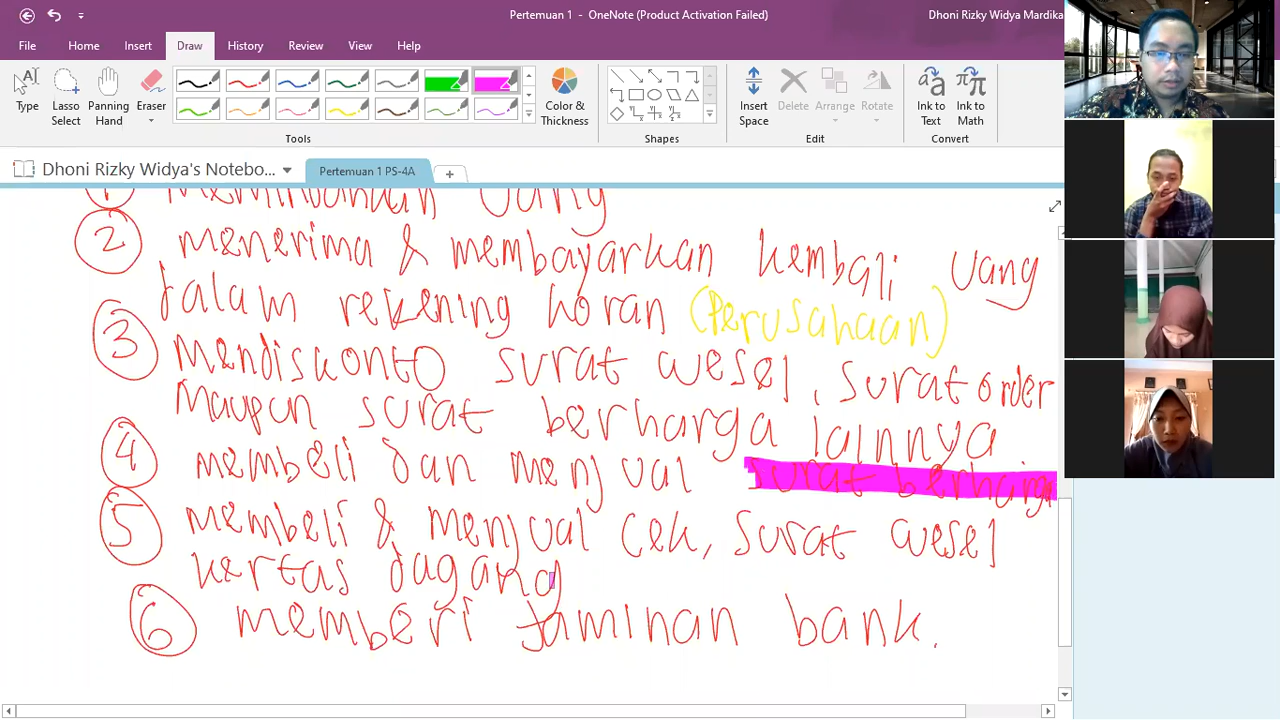 Pertemuan 1 - OneNote (Product Activation Failed)
Dhoni Rizky Widya Mardika
File Home Insert Draw History Review View Help
Type
Lasso Select
Panning Hand
Eraser
Color & Thickness
Insert Space
Delete
Arrange
Rotate
Ink to Text
Ink to Math
Tools
Shapes
Edit
Convert
Dhoni Rizky Widya's Notebo...
Pertemuan 1 PS-4A
1 Memindahkan Uang
2 menerima & membayarkan kembali uang
dalam rekening koran (Perusahaan)
3 mendiskonto surat wesel, surat order
Maupun surat berharga lainnya
4 membeli dan menjual surat berharga
5 membeli & menjual cek, surat wesel
kertas dagang
6 memberi jaminan bank.